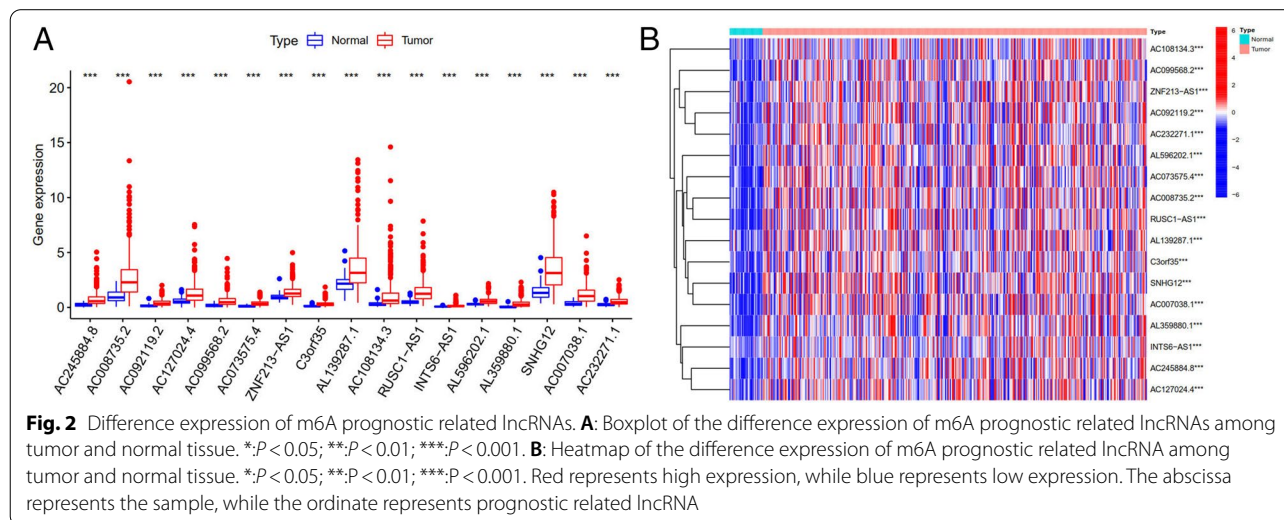 A
Type Normal Tumor
*** *** *** *** *** *** *** *** *** *** *** *** *** *** *** *** ***
Gene expression
20
15
10
5
0
AC245884.8
AC008735.2
AC092119.2
AC127024.4
AC099568.2
AC073575.4
ZNF213−AS1
C3orf35
AL139287.1
AC108134.3
RUSC1−AS1
INTS6−AS1
AL596202.1
AL359880.1
SNHG12
AC007038.1
AC232271.1
B
Type
AC108134.3***
AC099568.2***
ZNF213−AS1***
AC092119.2***
AC232271.1***
AL596202.1***
AC073575.4***
AC008735.2***
RUSC1−AS1***
AL139287.1***
C3orf35***
SNHG12***
AC007038.1***
AL359880.1***
INTS6−AS1***
AC245884.8***
AC127024.4***
6
4
2
0
−2
−4
−6
Type
Normal
Tumor
Fig. 2 Difference expression of m6A prognostic related lncRNAs. A: Boxplot of the difference expression of m6A prognostic related lncRNAs among
tumor and normal tissue. *:P < 0.05; **:P < 0.01; ***:P < 0.001. B: Heatmap of the difference expression of m6A prognostic related lncRNA among
tumor and normal tissue. *:P < 0.05; **:P < 0.01; ***:P < 0.001. Red represents high expression, while blue represents low expression. The abscissa
represents the sample, while the ordinate represents prognostic related lncRNA